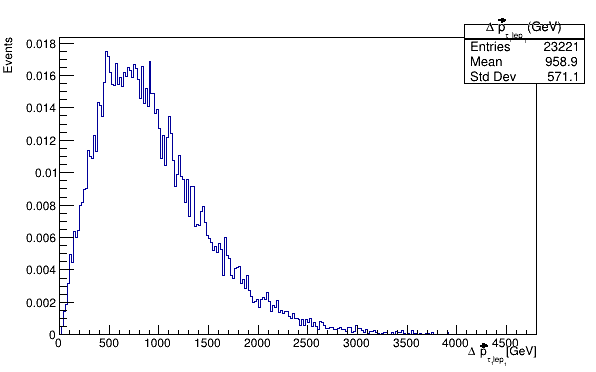 Δ p⃗ τ₁lep₁ (GeV)
Entries 23221
Mean 958.9
Std Dev 571.1
Events
0.018
0.016
0.014
0.012
0.01
0.008
0.006
0.004
0.002
0
0 500 1000 1500 2000 2500 3000 3500 4000 4500
Δ p⃗ τ₁lep₁ [GeV]